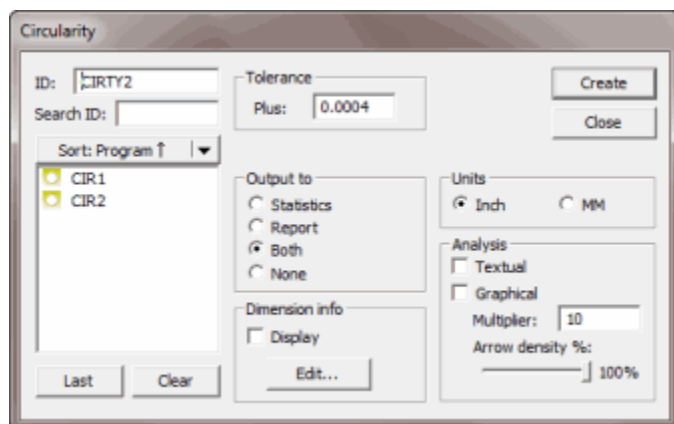 Circularity
ID: CIRTY2
Search ID:
Sort: Program↑
CIR1
CIR2
Last
Clear
Tolerance
Plus: 0.0004
Output to
Statistics
Report
Both
None
Dimension info
Display
Edit...
Create
Close
Units
Inch
MM
Analysis
Textual
Graphical
Multiplier: 10
Arrow density %:
100%